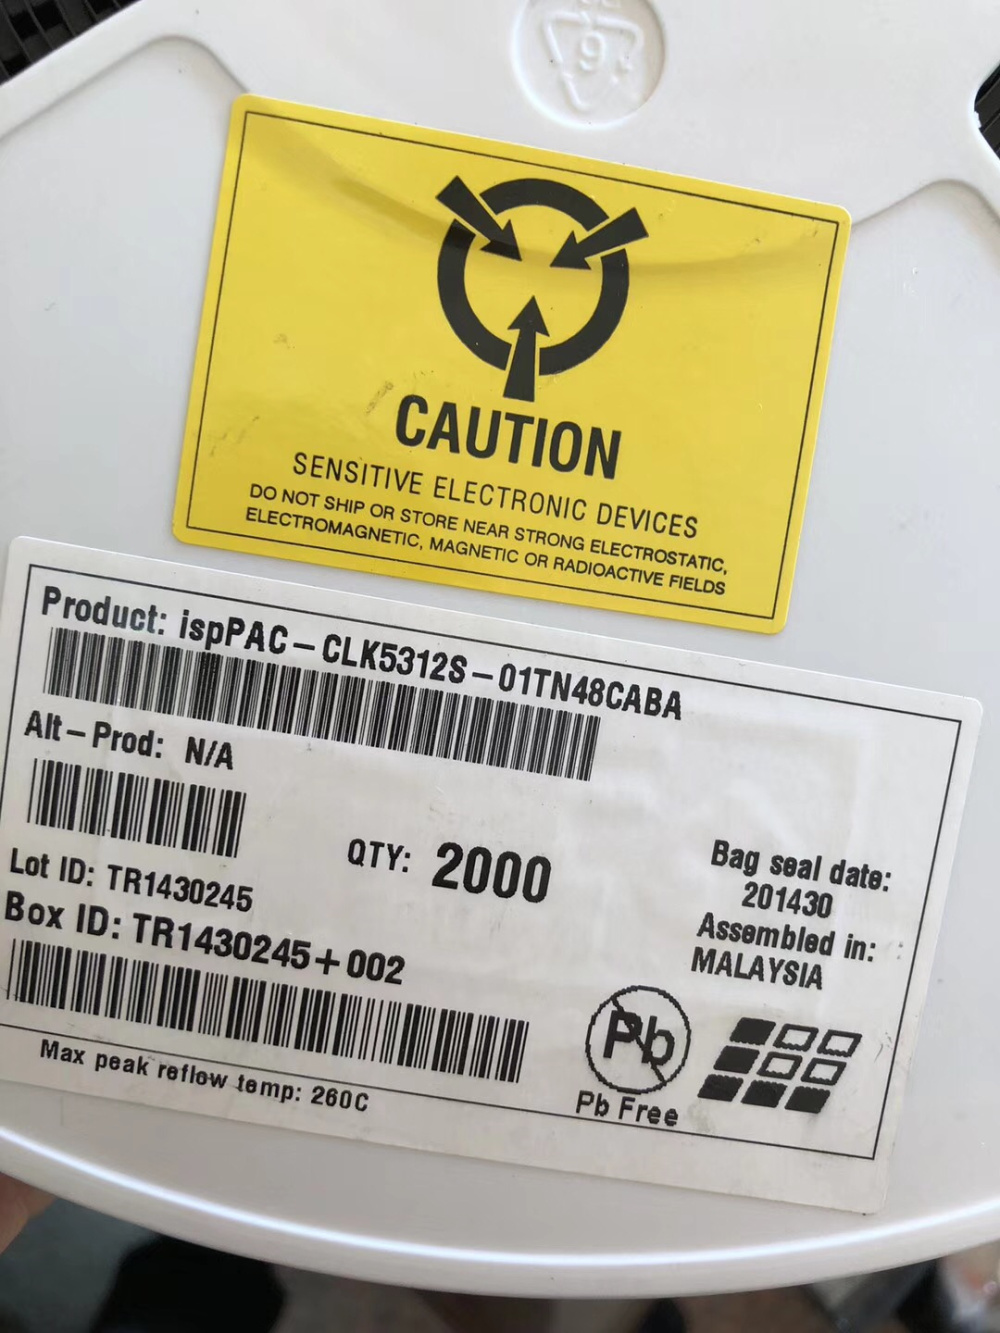 6
CAUTION
SENSITIVE ELECTRONIC DEVICES
DO NOT SHIP OR STORE NEAR STRONG ELECTROSTATIC,
ELECTROMAGNETIC, MAGNETIC OR RADIOACTIVE FIELDS
Product: ispPAC-CLK5312S-01TN48CABA
Alt-Prod: N/A
QTY: 2000
Lot ID: TR1430245
Box ID: TR1430245+002
Bag seal date:
201430
Assembled in:
MALAYSIA
Pb
Pb Free
Max peak reflow temp: 260C